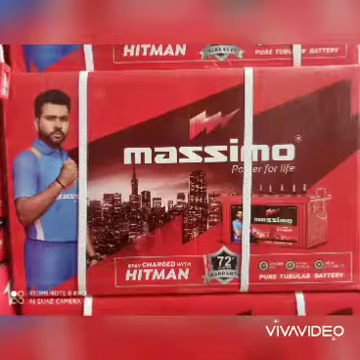 HITMAN
PURE TUBULAR BATTERY
massimo®
Power for life
massimo
STAY CHARGED WITH
HITMAN
72*
WARRANTY
PURE TUBULAR BATTERY
REDMI NOTE 8 PRO
AI QUAD CAMERA
VIVAVIDEO